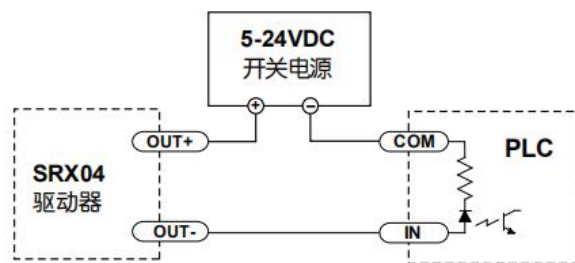 5-24VDC
开关电源
+ −
OUT+
COM
PLC
SRX04
驱动器
OUT-
IN